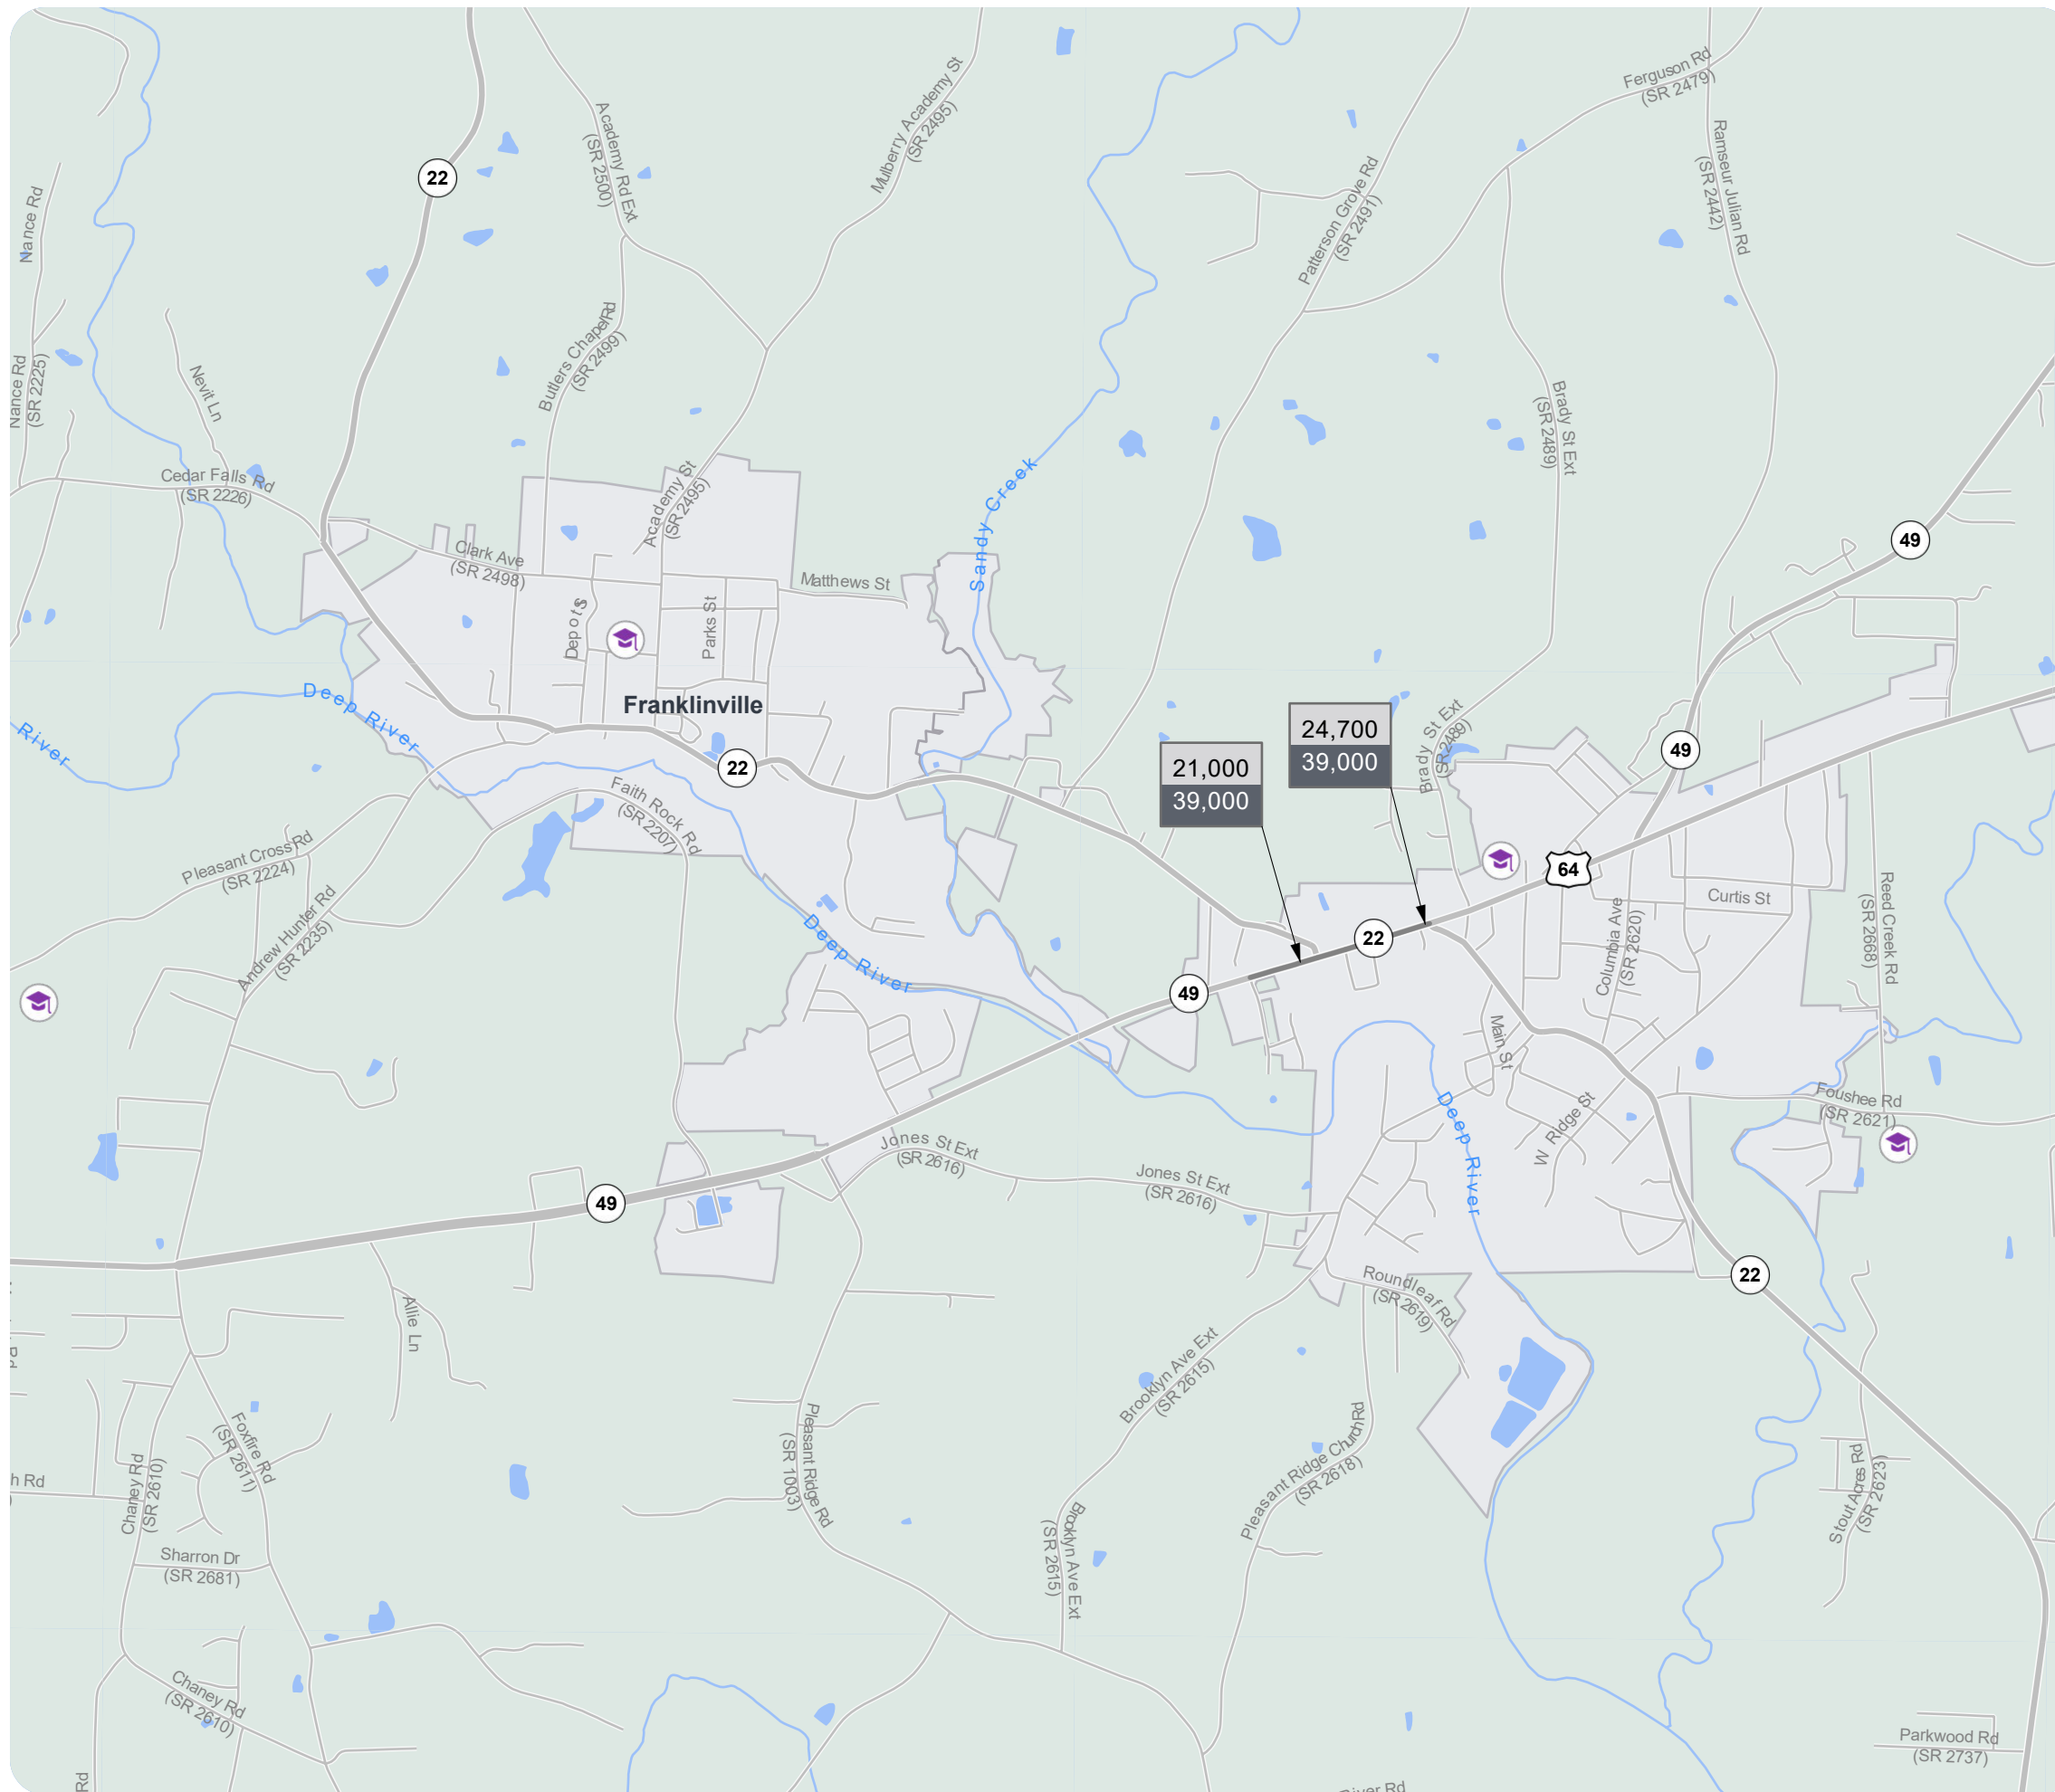 Ferguson Rd
(SR 2479)
Academy Rd Ext
(SR 2500)
Mulberry Academy St
(SR 2495)
Ramseur Julian Rd
(SR 2442)
22
Patterson Grove Rd
(SR 2491)
Nance Rd
Butlers Chapel Rd
(SR 2499)
Nance Rd
(SR 2225)
Nevit Ln
Brady St Ext
(SR 2489)
Cedar Falls Rd
(SR 2226)
Academy St
(SR 2495)
Sandy Creek
49
Clark Ave
(SR 2498)
Matthews St
Depot S
Parks St
Deep River
Franklinville
River
Brady St Ext
(SR 2489)
24,700
39,000
49
21,000
39,000
22
Faith Rock Rd
(SR 2207)
Pleasant Cross Rd
(SR 2224)
64
Curtis St
Reed Creek Rd
(SR 2668)
Andrew Hunter Rd
(SR 2235)
Columbia Ave
(SR 2620)
22
Deep River
49
Main St
Foushee Rd
(SR 2621)
Deep River
W Ridge St
Jones St Ext
(SR 2616)
Jones St Ext
(SR 2616)
49
22
Roundleaf Rd
(SR 2619)
Allie Ln
Rd
Brooklyn Ave Ext
(SR 2615)
Foxfire Rd
(SR 2611)
Pleasant Ridge Rd
(SR 1003)
Pleasant Ridge Church Rd
(SR 2618)
Chaney Rd
(SR 2610)
h Rd
)
Stout Acres Rd
(SR 2623)
Brooklyn Ave Ext
(SR 2615)
Sharron Dr
(SR 2681)
Chaney Rd
(SR 2610)
Parkwood Rd
(SR 2737)
Rd
River Rd